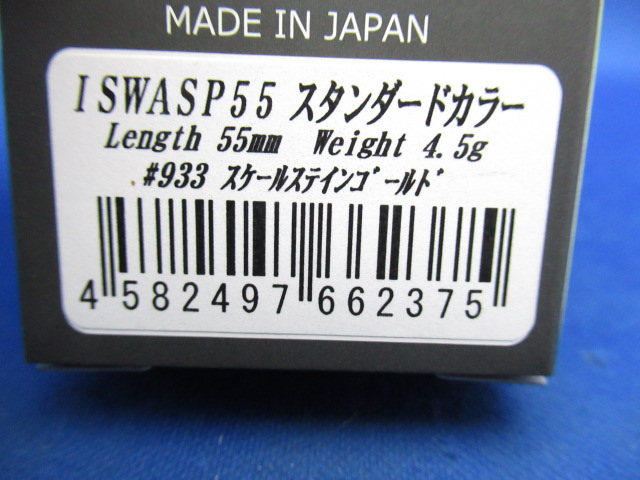 MADE IN JAPAN
ISWASP55 スタンダードカラー
Length 55mm Weight 4.5g
#933 スケールステインゴールド
4 582497 662375